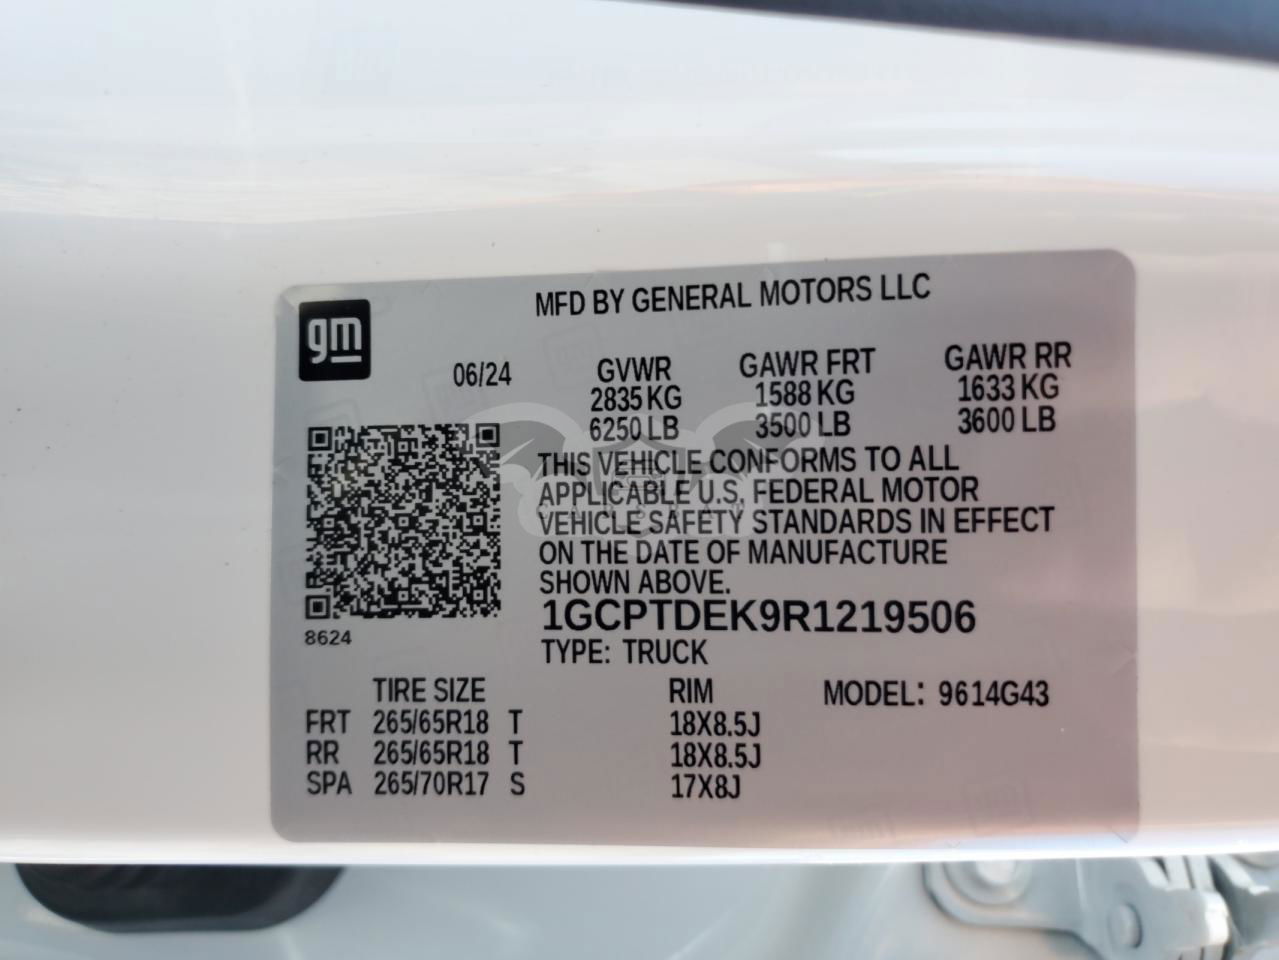 MFD BY GENERAL MOTORS LLC
gm
06/24
GVWR GAWR FRT GAWR RR
2835 KG 1588 KG 1633 KG
6250 LB 3500 LB 3600 LB
THIS VEHICLE CONFORMS TO ALL
APPLICABLE U.S. FEDERAL MOTOR
VEHICLE SAFETY STANDARDS IN EFFECT
ON THE DATE OF MANUFACTURE
SHOWN ABOVE.
1GCPTDEK9R1219506
8624
TYPE: TRUCK
TIRE SIZE RIM MODEL: 9614G43
FRT 265/65R18 T 18X8.5J
RR 265/65R18 T 18X8.5J
SPA 265/70R17 S 17X8J